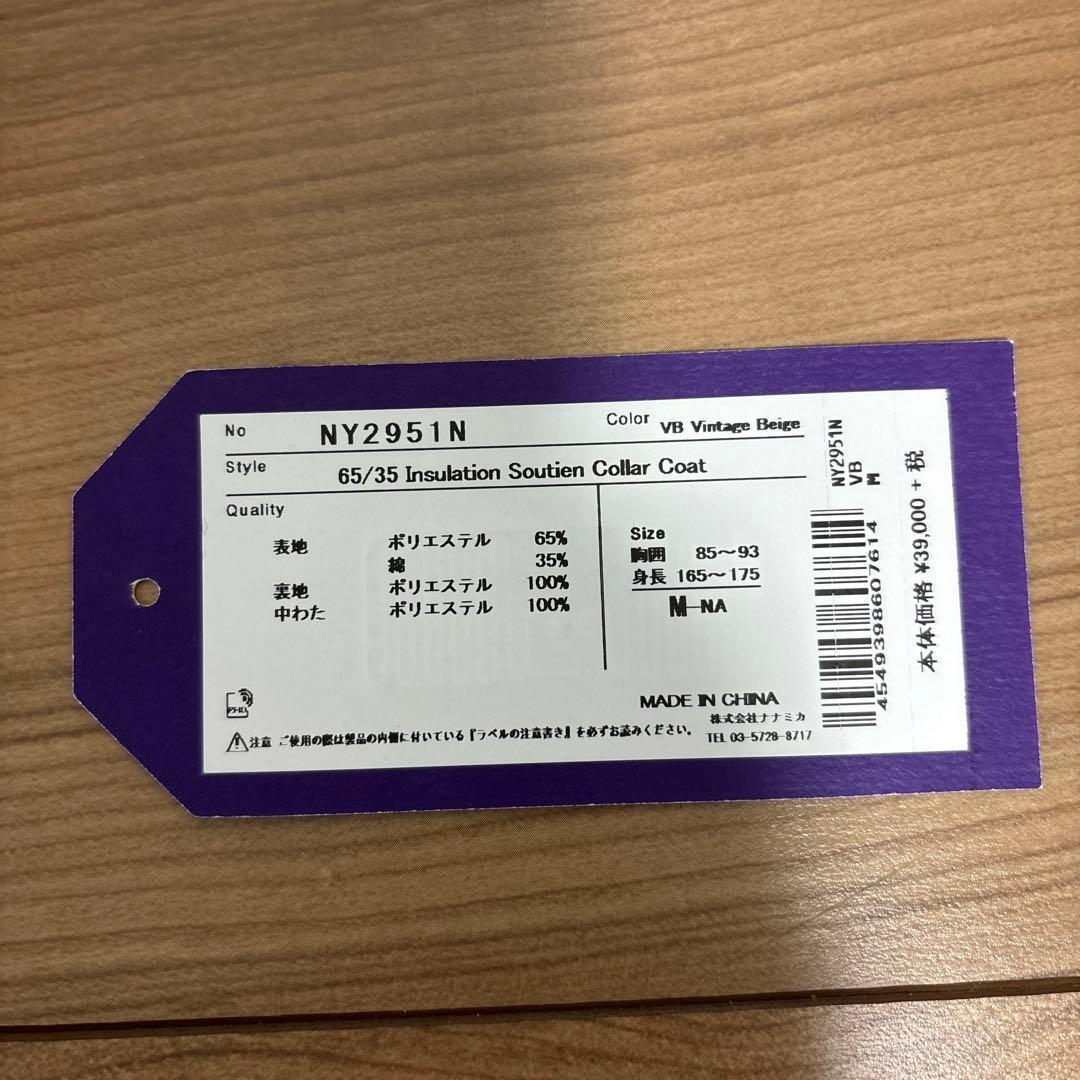 No NY2951N Color VB Vintage Beige
Style 65/35 Insulation Soutien Collar Coat
Quality
表地 ポリエステル 65%
綿 35%
裏地 ポリエステル 100%
中わた ポリエステル 100%
Size
胸囲 85～93
身長 165～175
M-NA
MADE IN CHINA
株式会社ナナミカ
TEL 03-5728-8717
注意 ご使用の際は製品の内側に付いている『ラベルの注意書き』を必ずお読みください。
NY2951N
VB
M
4549398607614
本体価格 ¥39,000 + 税